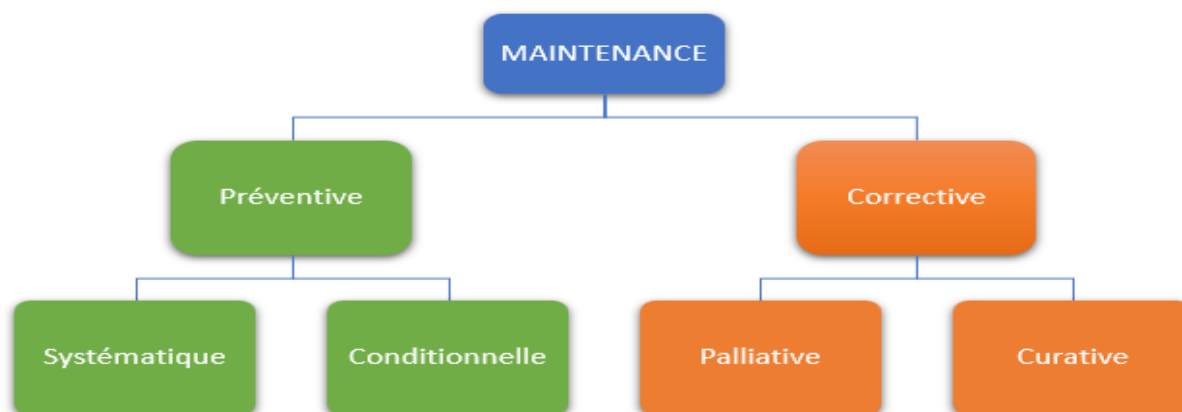 MAINTENANCE
Préventive
Corrective
Systématique
Conditionnelle
Palliative
Curative